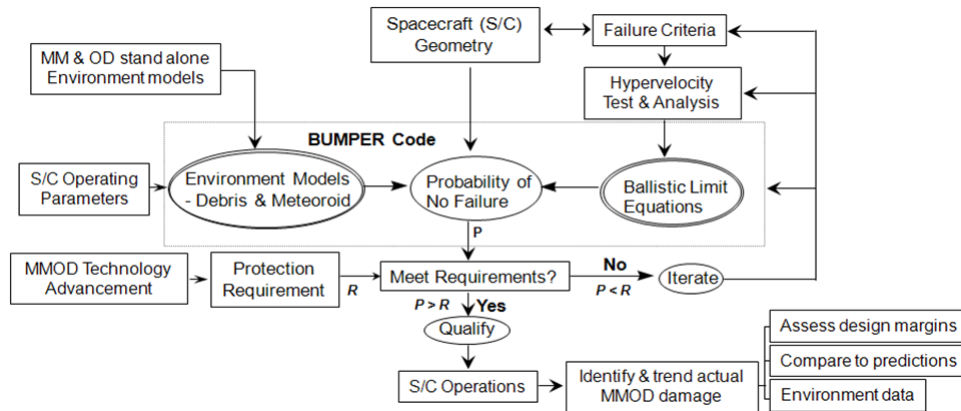 Spacecraft (S/C)
Geometry
Failure Criteria
MM & OD stand alone
Environment models
Hypervelocity
Test & Analysis
BUMPER Code
S/C Operating
Parameters
Environment Models
- Debris & Meteoroid
Probability of
No Failure
Ballistic Limit
Equations
P
MMOD Technology
Advancement
Protection
Requirement
R
Meet Requirements?
No
P < R
Iterate
P > R
Yes
Qualify
S/C Operations
Identify & trend actual
MMOD damage
Assess design margins
Compare to predictions
Environment data